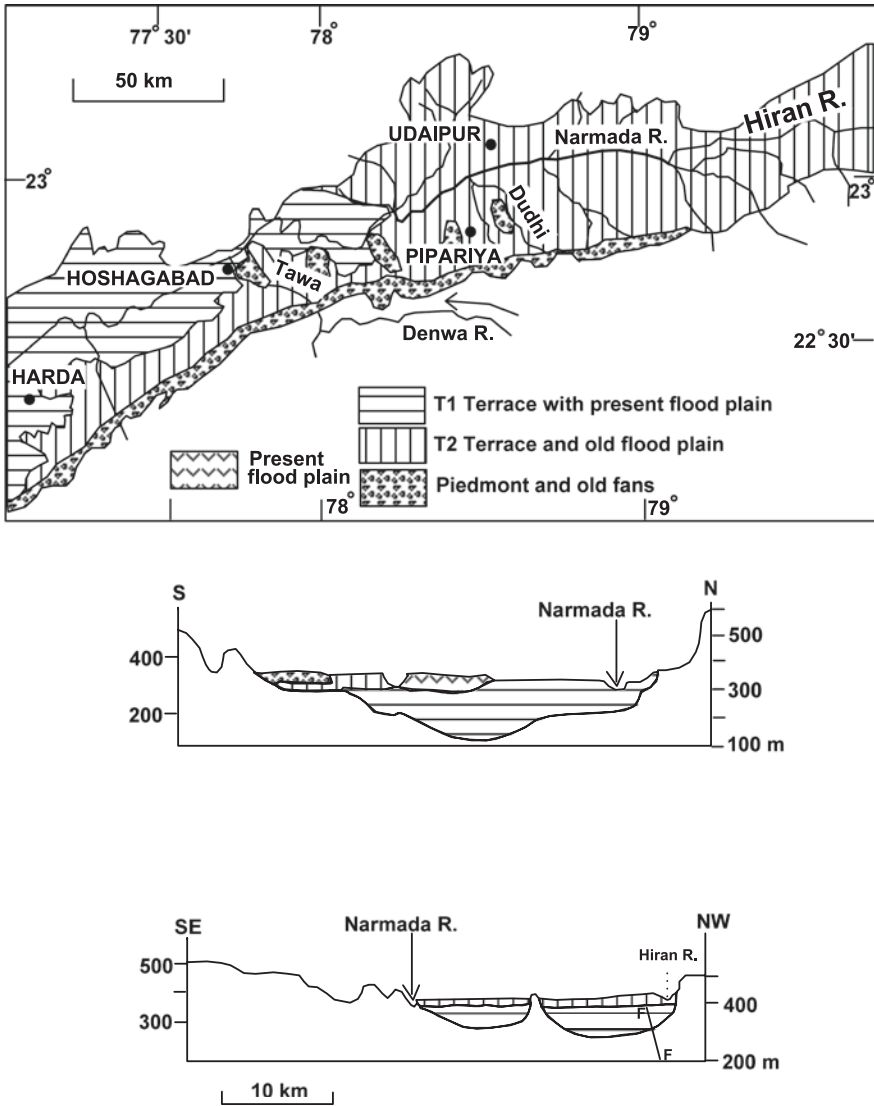 77° 30'
78°
79°
50 km
Hiran R.
UDAIPUR
Narmada R.
23°
23°
Dudhi
PIPARIYA
HOSHAGABAD
Tawa
Denwa R.
22° 30'
HARDA
T1 Terrace with present flood plain
T2 Terrace and old flood plain
Present
flood plain
Piedmont and old fans
78°
79°
S
N
Narmada R.
500
400
300
200
100 m
SE
NW
Narmada R.
Hiran R.
500
400
300
F
F
200 m
10 km